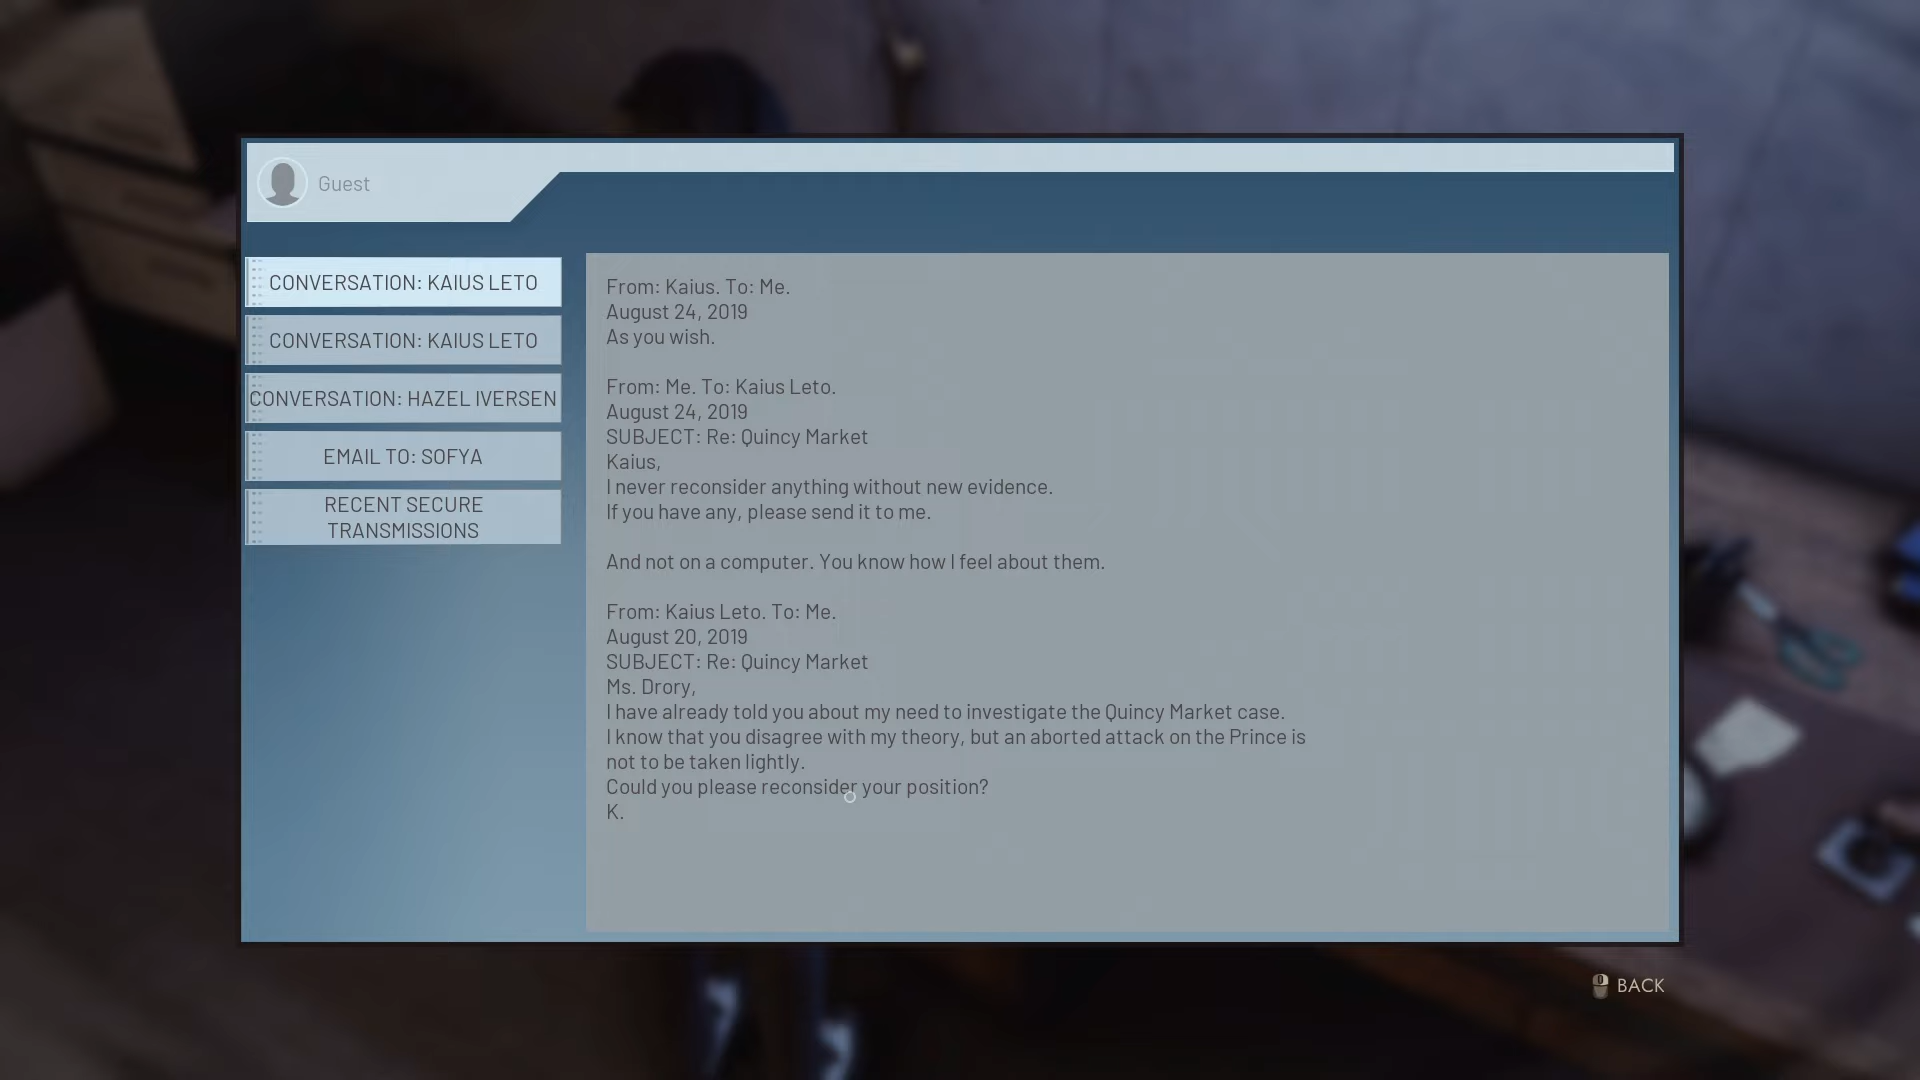 Guest
CONVERSATION: KAIUS LETO
CONVERSATION: KAIUS LETO
CONVERSATION: HAZEL IVERSEN
EMAIL TO: SOFYA
RECENT SECURE
TRANSMISSIONS
From: Kaius. To: Me.
August 24, 2019
As you wish.
From: Me. To: Kaius Leto.
August 24, 2019
SUBJECT: Re: Quincy Market
Kaius,
I never reconsider anything without new evidence.
If you have any, please send it to me.
And not on a computer. You know how I feel about them.
From: Kaius Leto. To: Me.
August 20, 2019
SUBJECT: Re: Quincy Market
Ms. Drory,
I have already told you about my need to investigate the Quincy Market case.
I know that you disagree with my theory, but an aborted attack on the Prince is
not to be taken lightly.
Could you please reconsider your position?
K.
BACK